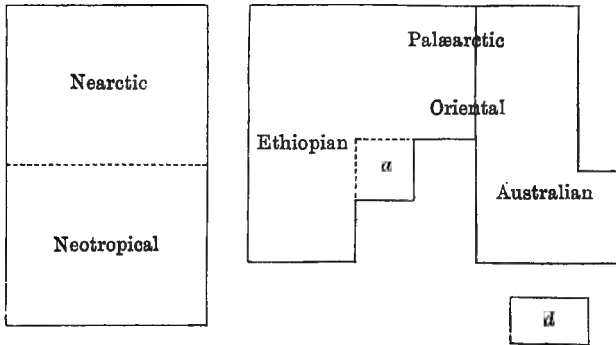 Nearctic
Neotropical
Palæarctic
Oriental
Ethiopian
a
Australian
d